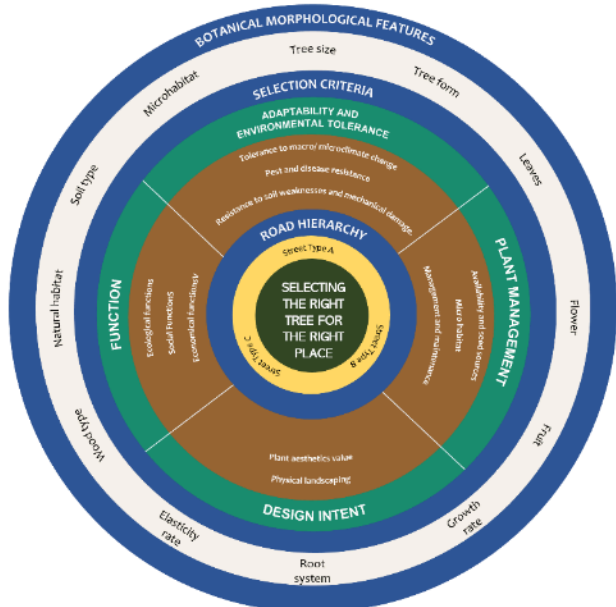 BOTANICAL MORPHOLOGICAL FEATURES
Tree size
Tree form
Leaves
Flower
Fruit
Growth
rate
Root
system
Elasticity
rate
Wood type
Natural habitat
Soil type
Microhabitat
SELECTION CRITERIA
ADAPTABILITY AND
ENVIRONMENTAL TOLERANCE
Tolerance to macro/ microclimate change
Pest and disease resistance
Resistance to soil weaknesses and mechanical damage
PLANT MANAGEMENT
Availability and seed sources
Micro habitat
Management and maintenance
DESIGN INTENT
Plant aesthetics value
Physical landscaping
FUNCTION
Ecological functions
Social FunctionS
Economical functionsV
ROAD HIERARCHY
Street Type A
Street Type B
Street Type C
SELECTING
THE RIGHT
TREE FOR
THE RIGHT
PLACE